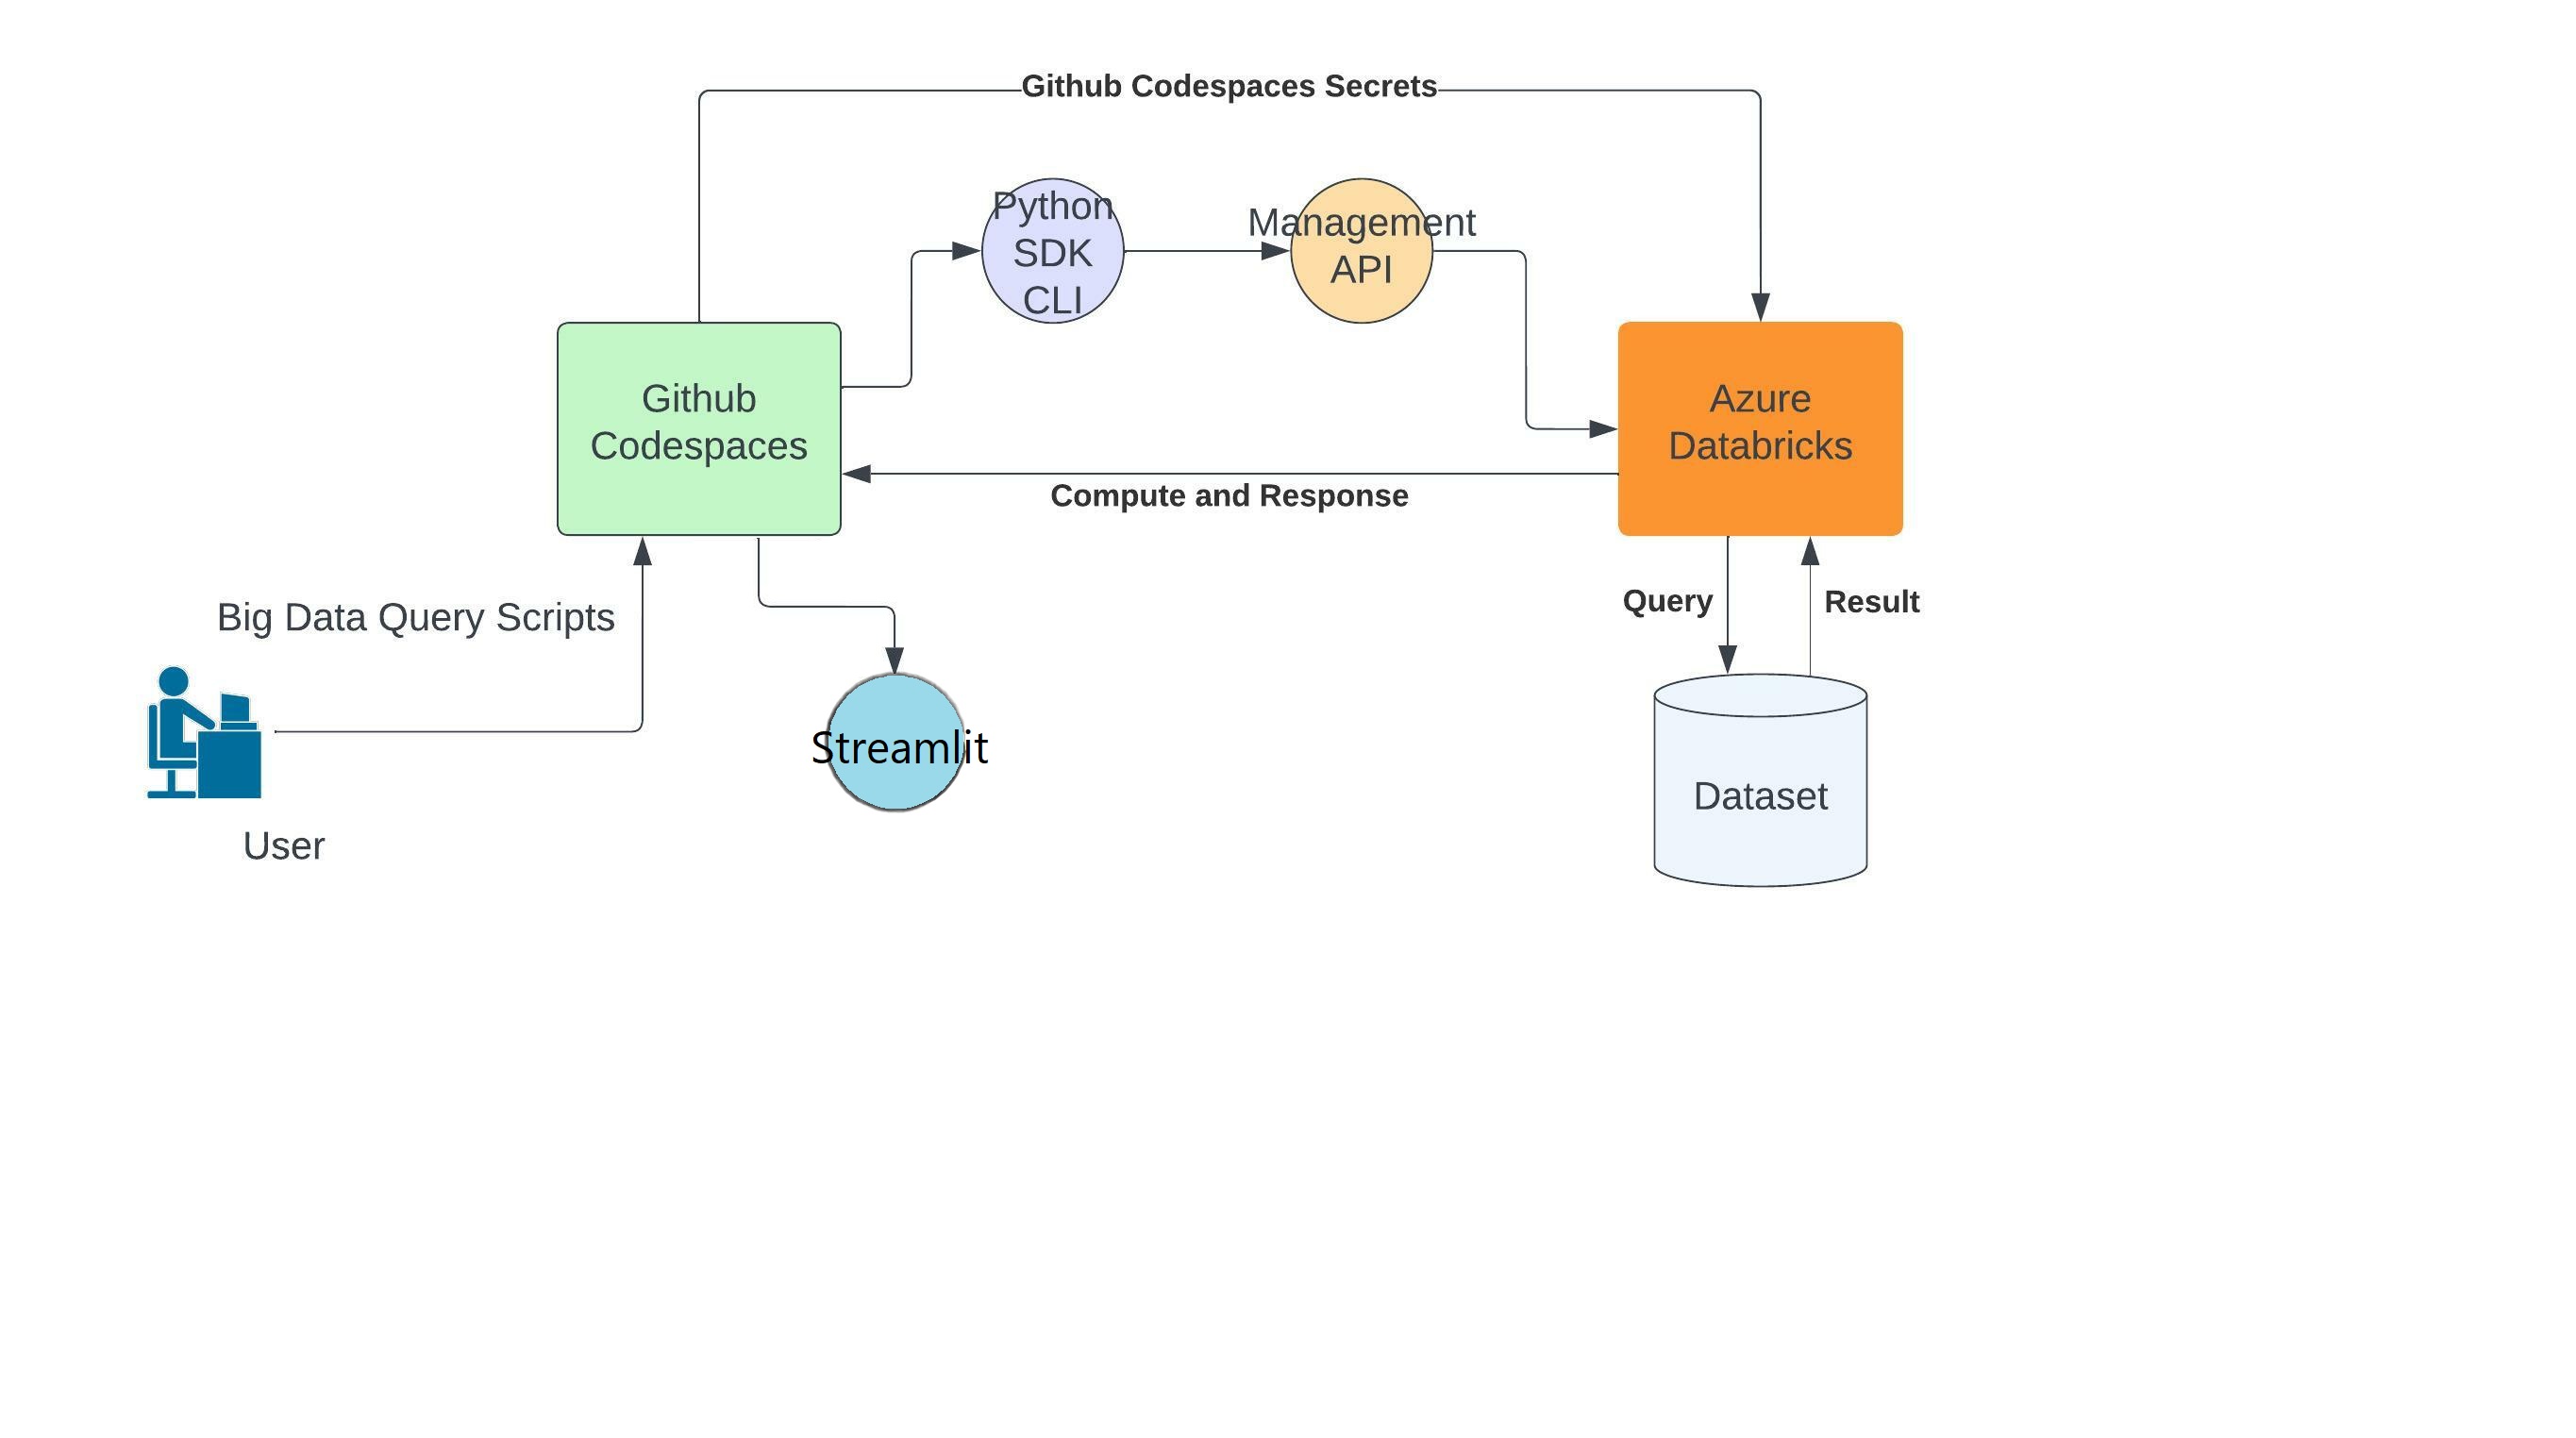 Github Codespaces Secrets
Python
SDK
CLI
Management
API
Github
Codespaces
Azure
Databricks
Compute and Response
Big Data Query Scripts
Query
Result
Streamlit
Dataset
User